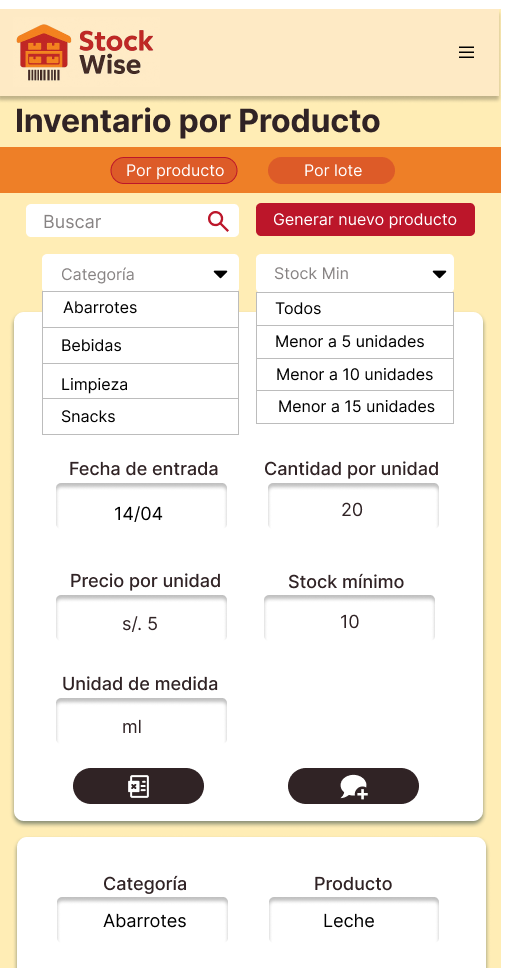 Stock
Wise
Inventario por Producto
Por producto
Por lote
Buscar
Generar nuevo producto
Categoría
Stock Min
Abarrotes
Todos
Bebidas
Menor a 5 unidades
Limpieza
Menor a 10 unidades
Snacks
Menor a 15 unidades
Fecha de entrada
Cantidad por unidad
14/04
20
Precio por unidad
Stock mínimo
s/. 5
10
Unidad de medida
ml
Categoría
Producto
Abarrotes
Leche